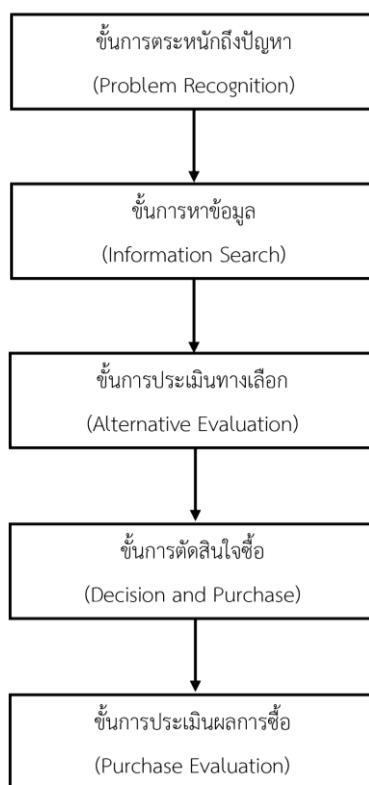 ขั้นการตระหนักถึงปัญหา
(Problem Recognition)
ขั้นการหาข้อมูล
(Information Search)
ขั้นการประเมินทางเลือก
(Alternative Evaluation)
ขั้นการตัดสินใจซื้อ
(Decision and Purchase)
ขั้นการประเมินผลการซื้อ
(Purchase Evaluation)